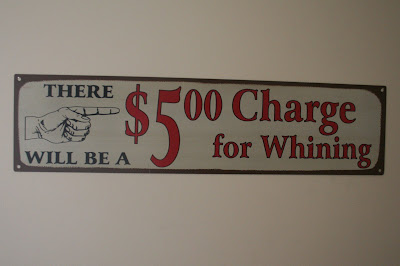 THERE
WILL BE A
$5.00 Charge
for Whining